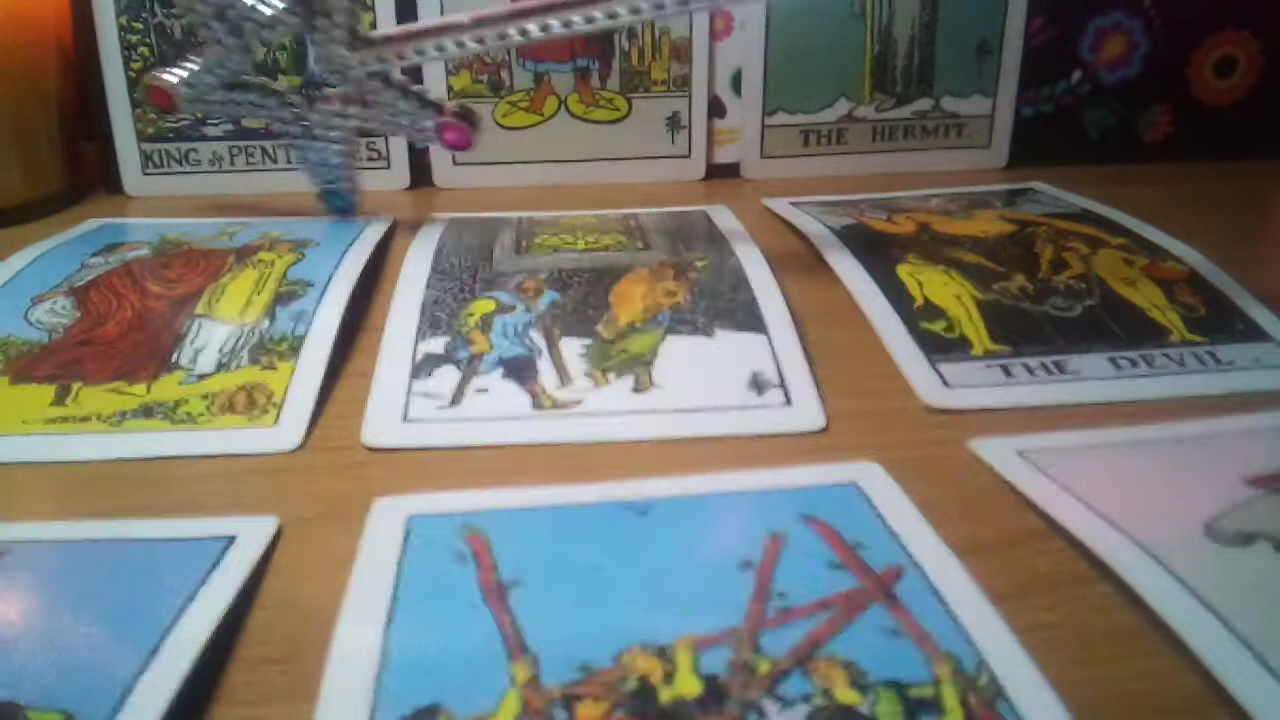 KING of PENT ES.
THE HERMIT.
THE DEVIL